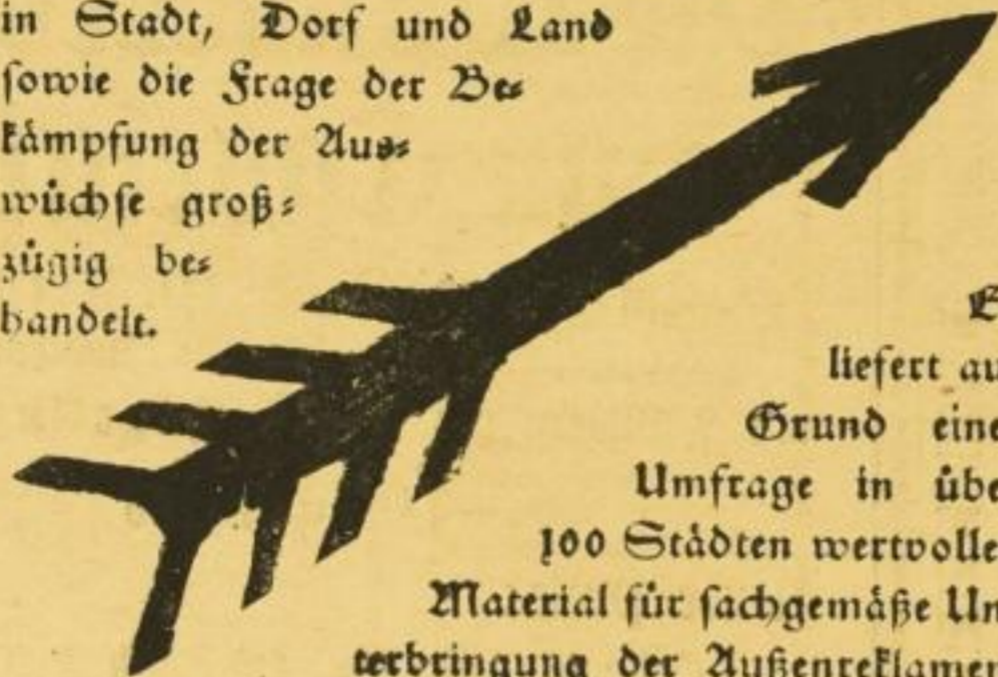 in Stadt, Dorf und Land
sowie die Frage der Be-
kämpfung der Aus-
wüchse groß-
zügig be-
handelt.
liefert au
Grund eine
Umfrage in übe
100 Städten wertvolle
Material für sachgemäße Un
terbringung der Außenreklamen